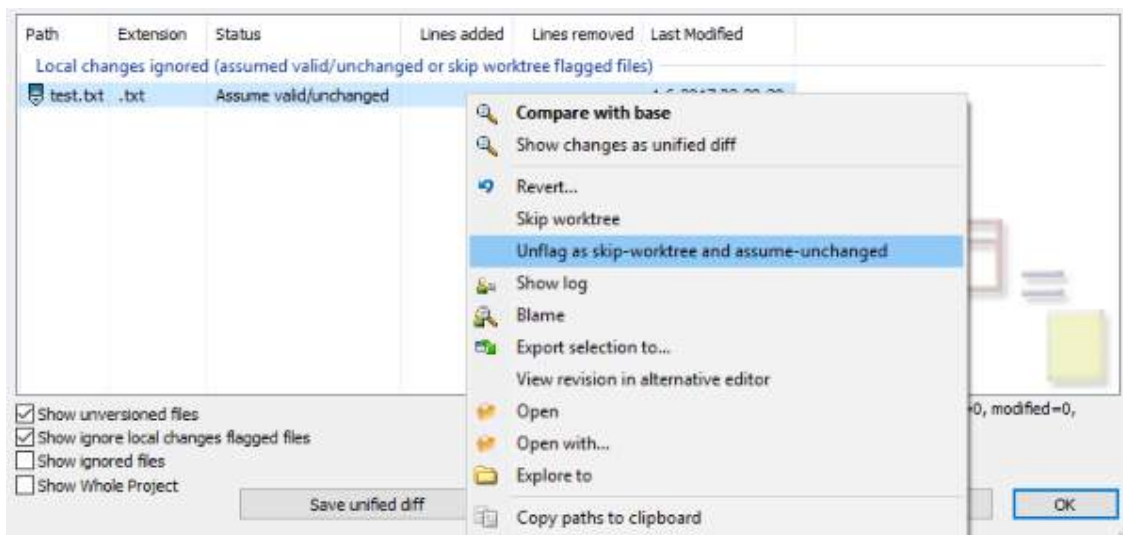 Path Extension Status Lines added Lines removed Last Modified
Local changes ignored (assumed valid/unchanged or skip worktree flagged files)
test.txt .txt Assume valid/unchanged
Compare with base
Show changes as unified diff
Revert...
Skip worktree
Unflag as skip-worktree and assume-unchanged
Show log
Blame
Export selection to...
View revision in alternative editor
Open
Open with...
Explore to
Copy paths to clipboard
Show unversioned files
Show ignore local changes flagged files
Show ignored files
Show Whole Project
=0, modified=0,
Save unified diff
OK